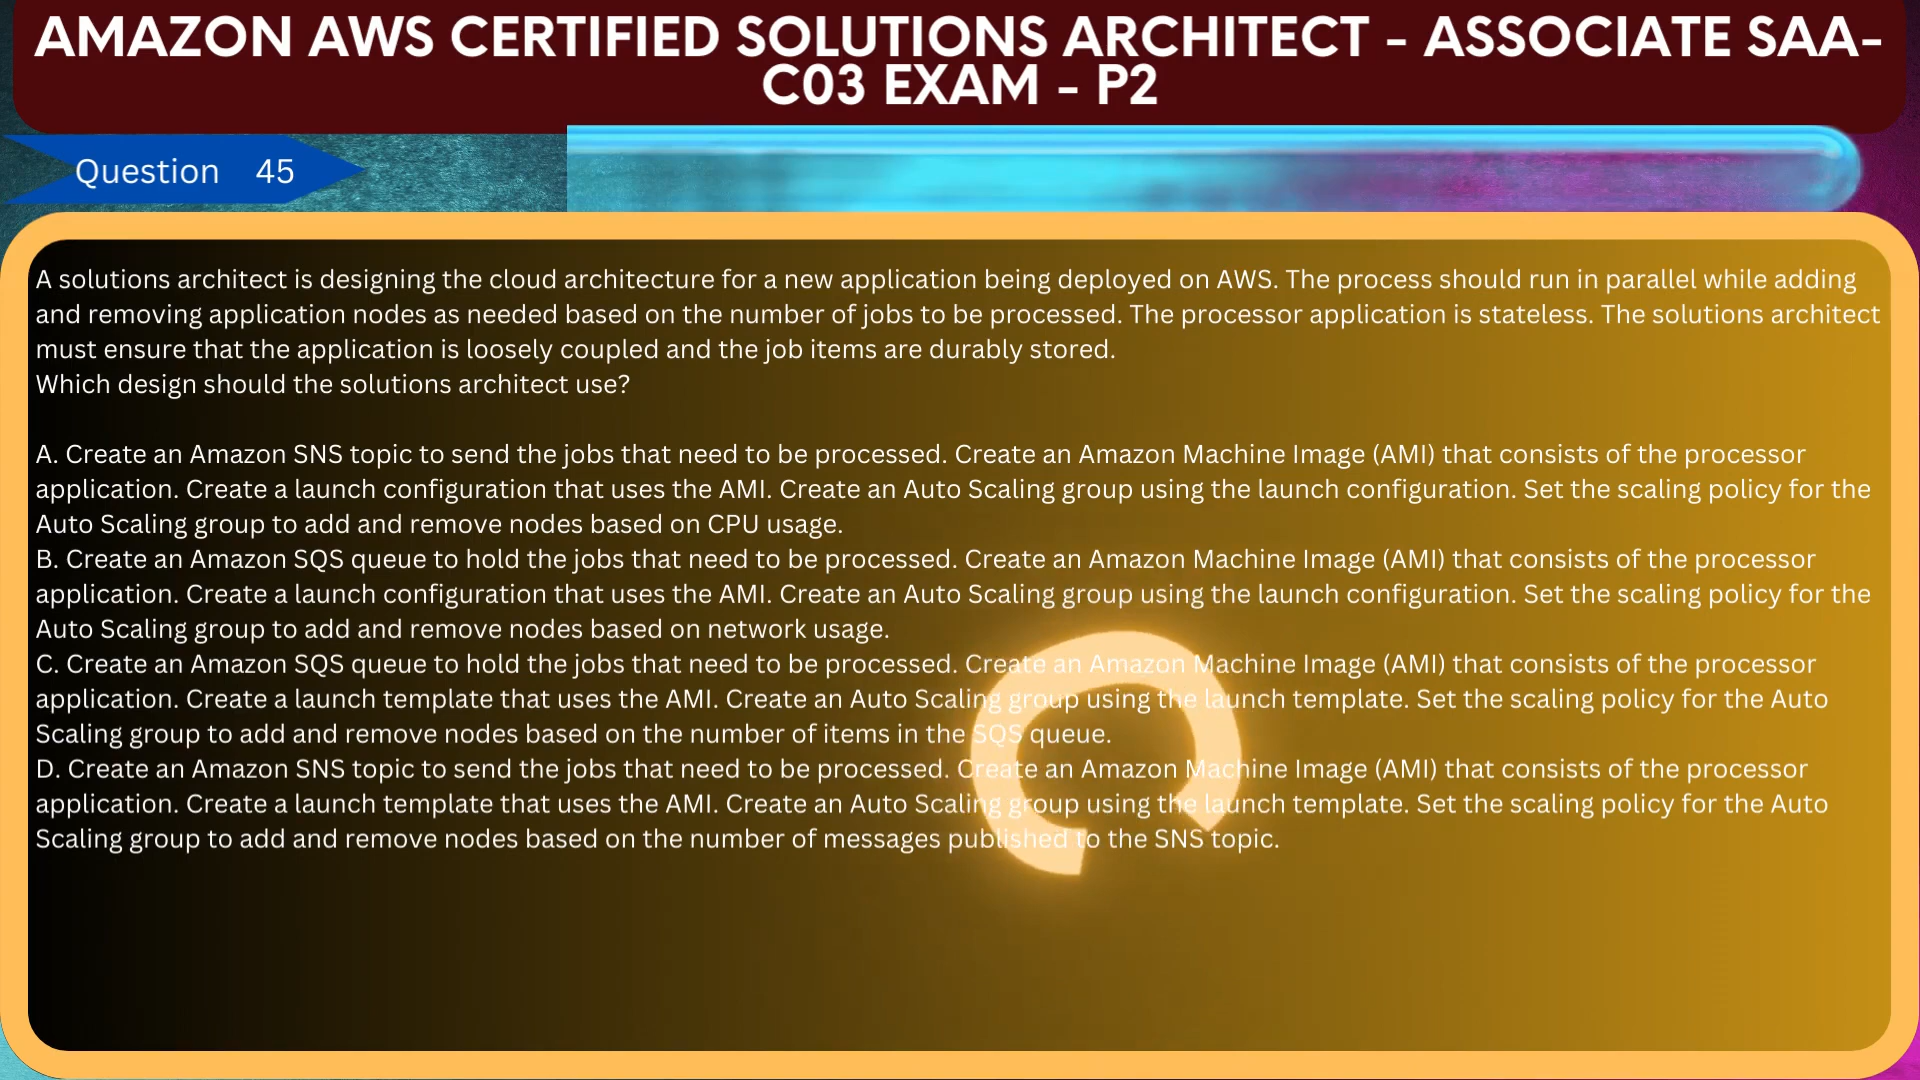 AMAZON AWS CERTIFIED SOLUTIONS ARCHITECT - ASSOCIATE SAA-
C03 EXAM - P2
Question 45
A solutions architect is designing the cloud architecture for a new application being deployed on AWS. The process should run in parallel while adding
and removing application nodes as needed based on the number of jobs to be processed. The processor application is stateless. The solutions architect
must ensure that the application is loosely coupled and the job items are durably stored.
Which design should the solutions architect use?
A. Create an Amazon SNS topic to send the jobs that need to be processed. Create an Amazon Machine Image (AMI) that consists of the processor
application. Create a launch configuration that uses the AMI. Create an Auto Scaling group using the launch configuration. Set the scaling policy for the
Auto Scaling group to add and remove nodes based on CPU usage.
B. Create an Amazon SQS queue to hold the jobs that need to be processed. Create an Amazon Machine Image (AMI) that consists of the processor
application. Create a launch configuration that uses the AMI. Create an Auto Scaling group using the launch configuration. Set the scaling policy for the
Auto Scaling group to add and remove nodes based on network usage.
C. Create an Amazon SQS queue to hold the jobs that need to be processed. Create an Amazon Machine Image (AMI) that consists of the processor
application. Create a launch template that uses the AMI. Create an Auto Scaling group using the launch template. Set the scaling policy for the Auto
Scaling group to add and remove nodes based on the number of items in the SQS queue.
D. Create an Amazon SNS topic to send the jobs that need to be processed. Create an Amazon Machine Image (AMI) that consists of the processor
application. Create a launch template that uses the AMI. Create an Auto Scaling group using the launch template. Set the scaling policy for the Auto
Scaling group to add and remove nodes based on the number of messages published to the SNS topic.